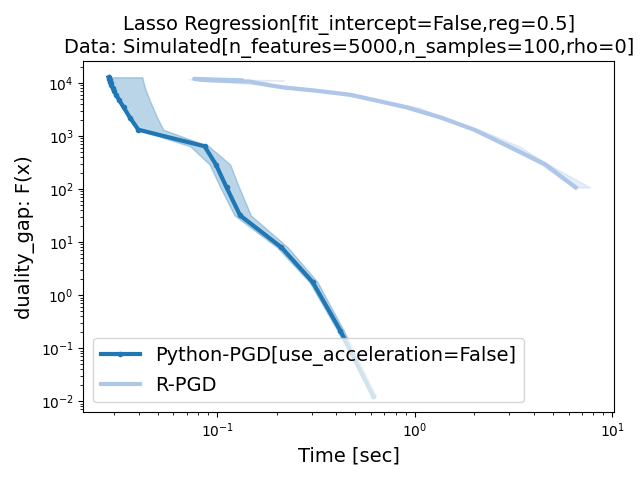 Lasso Regression[fit_intercept=False,reg=0.5]
Data: Simulated[n_features=5000,n_samples=100,rho=0]
duality_gap: F(x)
10⁴
10³
10²
10¹
10⁰
10⁻¹
10⁻²
Python-PGD[use_acceleration=False]
R-PGD
10⁻¹
10⁰
10¹
Time [sec]